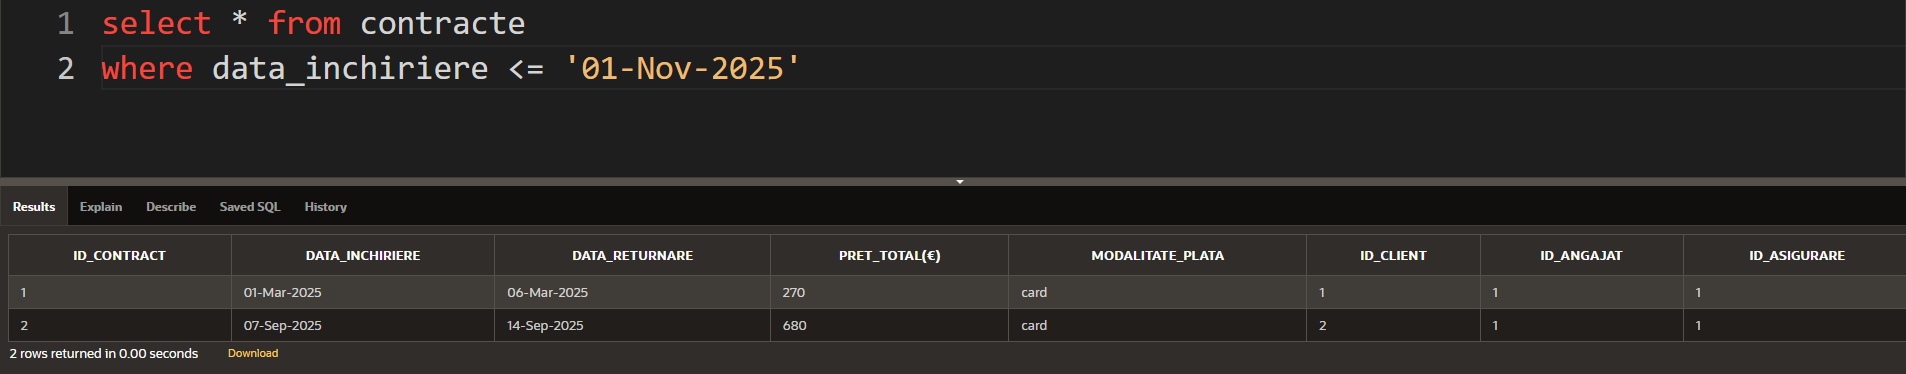 1 select * from contracte
2 where data_inchiriere <= '01-Nov-2025'
Results Explain Describe Saved SQL History
ID_CONTRACT DATA_INCHIRIERE DATA_RETURNARE PRET_TOTAL(€) MODALITATE_PLATA ID_CLIENT ID_ANGAJAT ID_ASIGURARE
1 01-Mar-2025 06-Mar-2025 270 card 1 1 1
2 07-Sep-2025 14-Sep-2025 680 card 2 1 1
2 rows returned in 0.00 seconds Download